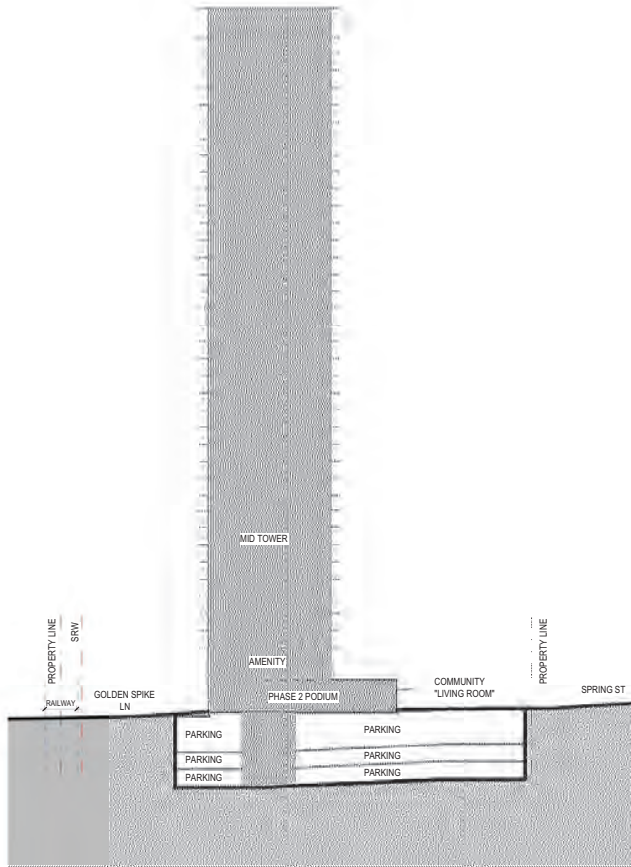 MID TOWER
AMENITY
PHASE 2 PODIUM
PROPERTY LINE
SRW
RAILWAY
GOLDEN SPIKE
LN
COMMUNITY
"LIVING ROOM"
PROPERTY LINE
SPRING ST
PARKING
PARKING
PARKING
PARKING
PARKING
PARKING